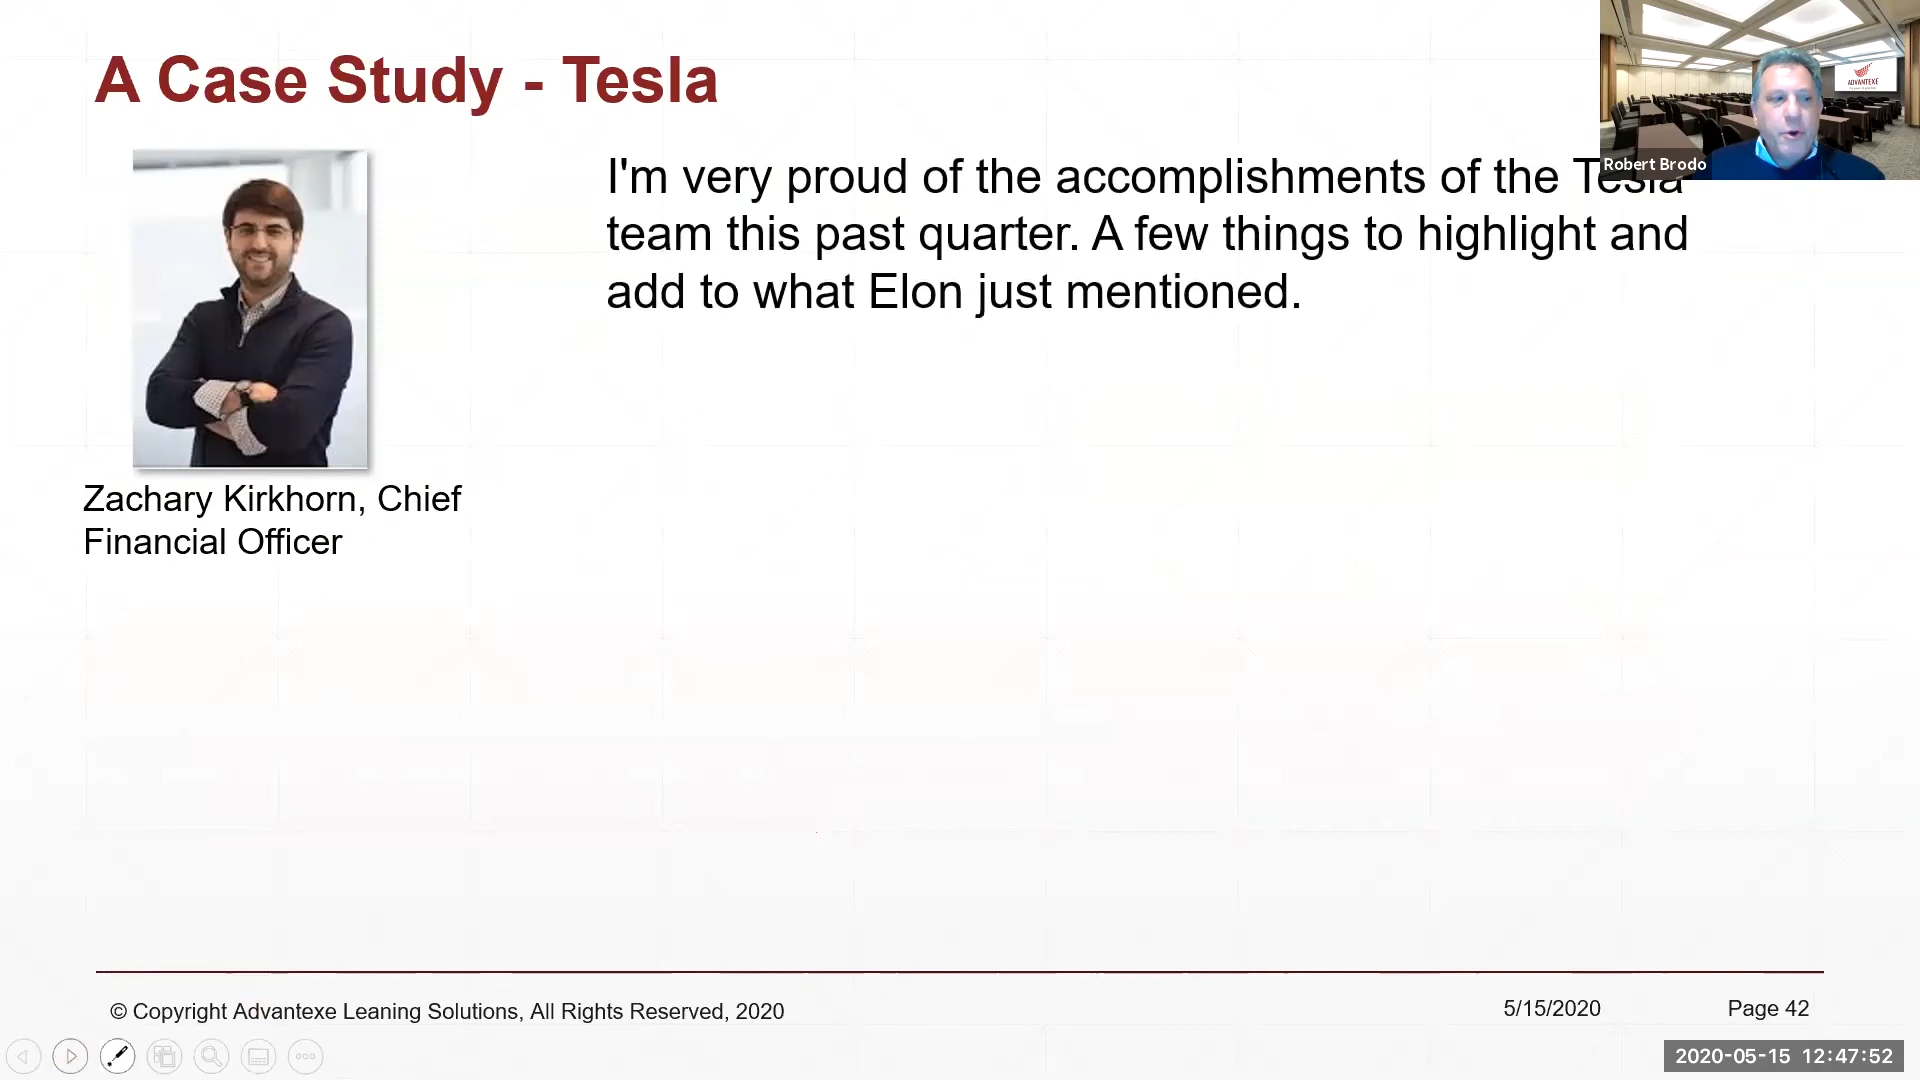 A Case Study - Tesla
ADVANTEXE
Robert Brodo
I'm very proud of the accomplishments of the Tesla
team this past quarter. A few things to highlight and
add to what Elon just mentioned.
Zachary Kirkhorn, Chief
Financial Officer
© Copyright Advantexe Leaning Solutions, All Rights Reserved, 2020
5/15/2020
Page 42
2020-05-15 12:47:52